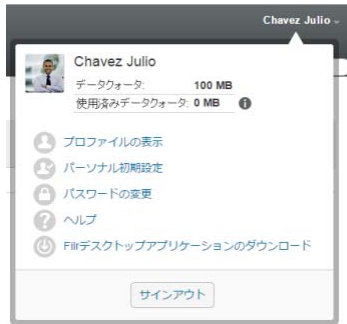 Chavez Julio
Chavez Julio
データクォータ: 100 MB
使用済みデータクォータ: 0 MB
プロファイルの表示
パーソナル初期設定
パスワードの変更
ヘルプ
Filrデスクトップアプリケーションのダウンロード
サインアウト